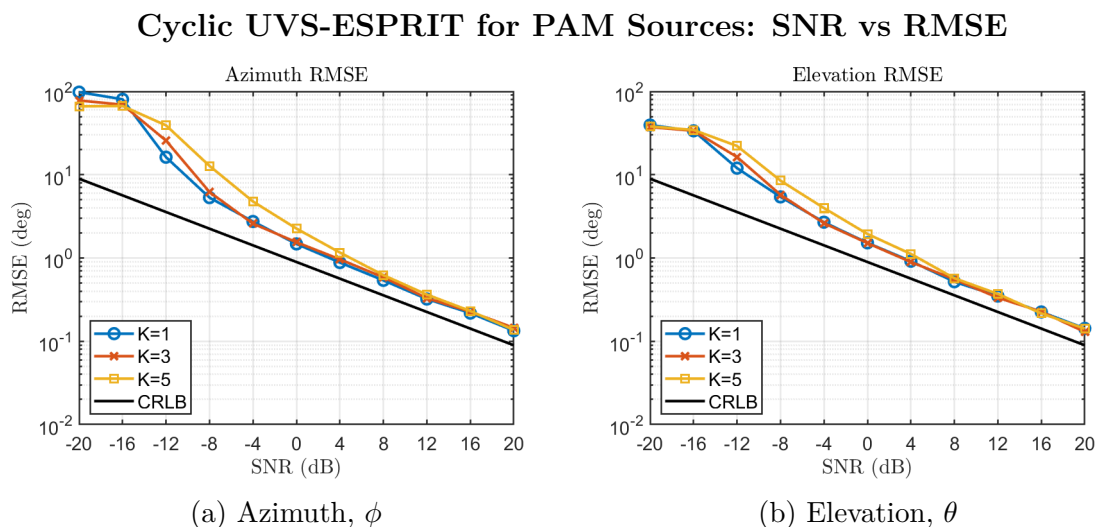 Cyclic UVS-ESPRIT for PAM Sources: SNR vs RMSE
Azimuth RMSE
RMSE (deg)
10^2
10^1
10^0
10^-1
10^-2
K=1
K=3
K=5
CRLB
-20 -16 -12 -8 -4 0 4 8 12 16 20
SNR (dB)
(a) Azimuth, ϕ
Elevation RMSE
RMSE (deg)
10^2
10^1
10^0
10^-1
10^-2
K=1
K=3
K=5
CRLB
-20 -16 -12 -8 -4 0 4 8 12 16 20
SNR (dB)
(b) Elevation, θ